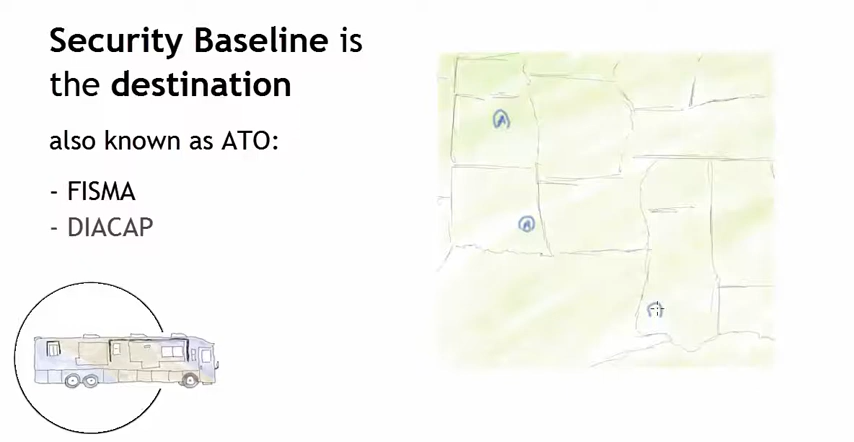 Security Baseline is
the destination
also known as ATO:
- FISMA
- DIACAP